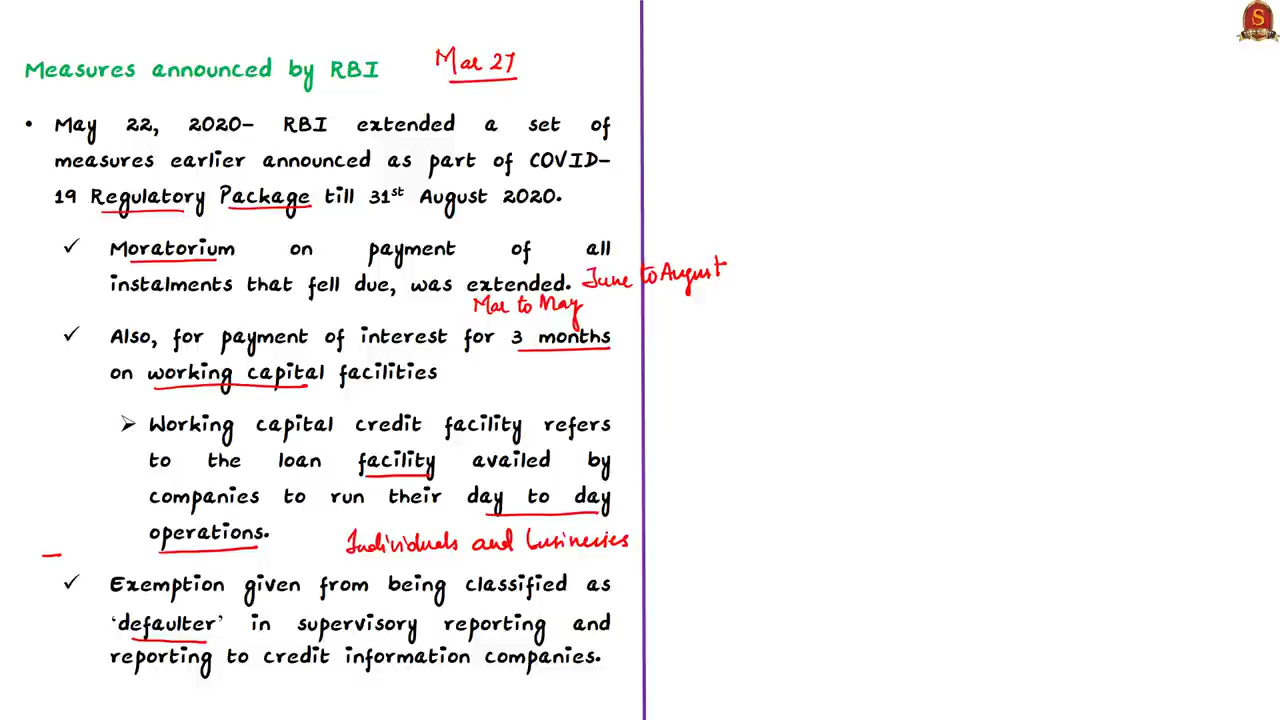 Measures announced by RBI Mar 27
• May 22, 2020- RBI extended a set of
measures earlier announced as part of COVID-
19 Regulatory Package till 31st August 2020.
✓ Moratorium on payment of all
instalments that fell due, was extended. June to August
Mar to May
✓ Also, for payment of interest for 3 months
on working capital facilities
➢ Working capital credit facility refers
to the loan facility availed by
companies to run their day to day
operations.
Individuals and businesses
✓ Exemption given from being classified as
'defaulter' in supervisory reporting and
reporting to credit information companies.
S